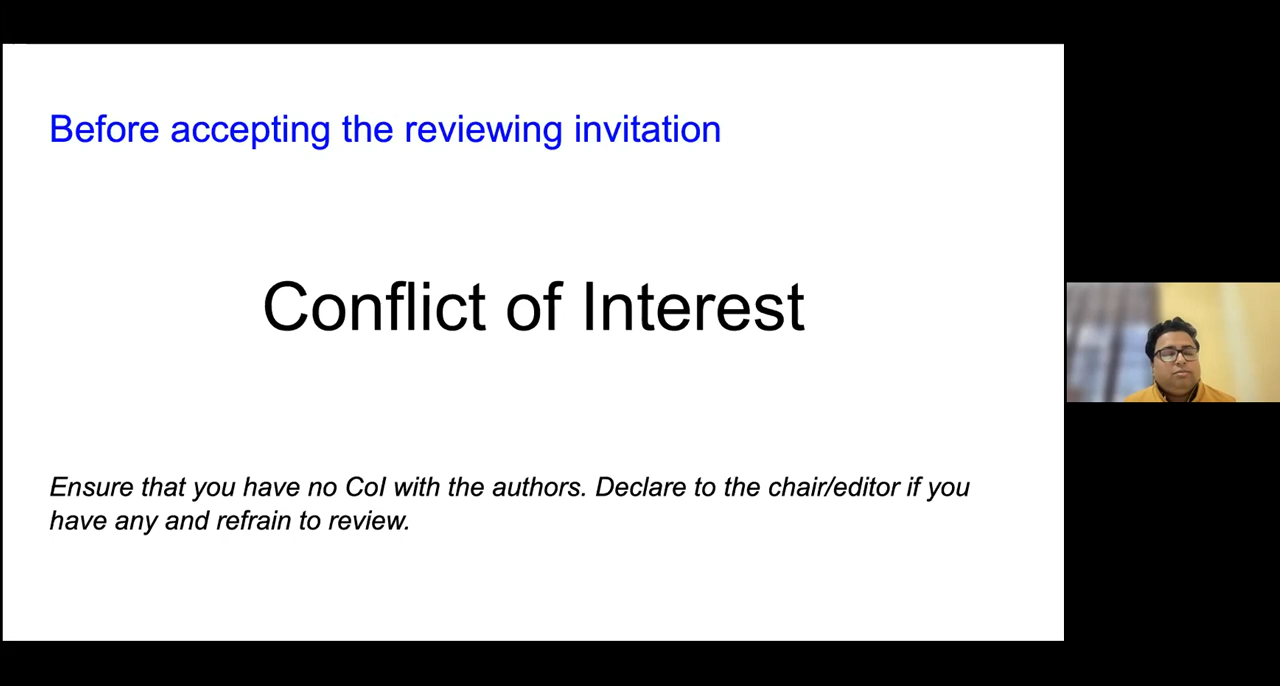 Before accepting the reviewing invitation
Conflict of Interest
Ensure that you have no CoI with the authors. Declare to the chair/editor if you
have any and refrain to review.